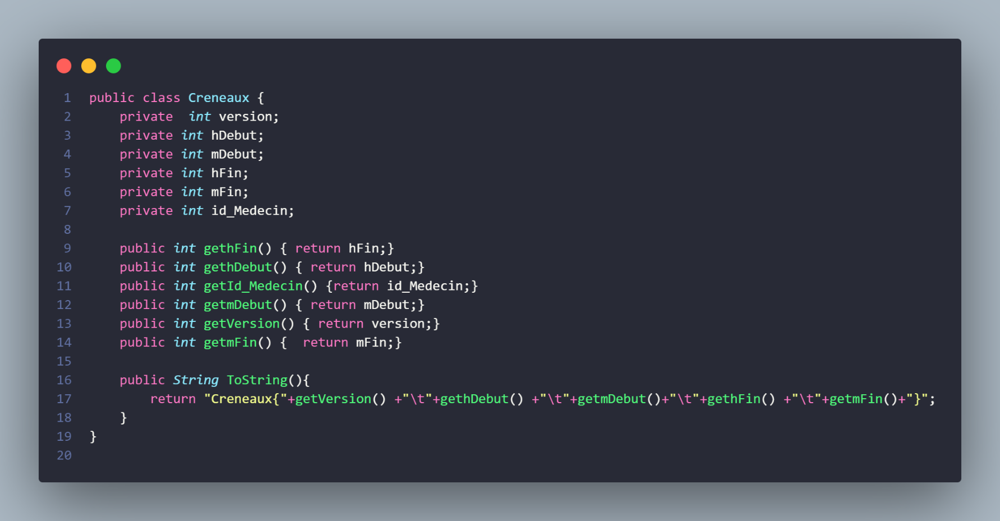 1 public class Creneaux {
2     private  int version;
3     private int hDebut;
4     private int mDebut;
5     private int hFin;
6     private int mFin;
7     private int id_Medecin;
8
9     public int gethFin() { return hFin;}
10     public int gethDebut() { return hDebut;}
11     public int getId_Medecin() {return id_Medecin;}
12     public int getmDebut() { return mDebut;}
13     public int getVersion() { return version;}
14     public int getmFin() {  return mFin;}
15
16     public String ToString(){
17         return "Creneaux{"+getVersion() +"\t"+gethDebut() +"\t"+getmDebut()+"\t"+gethFin() +"\t"+getmFin()+"}";
18     }
19 }
20